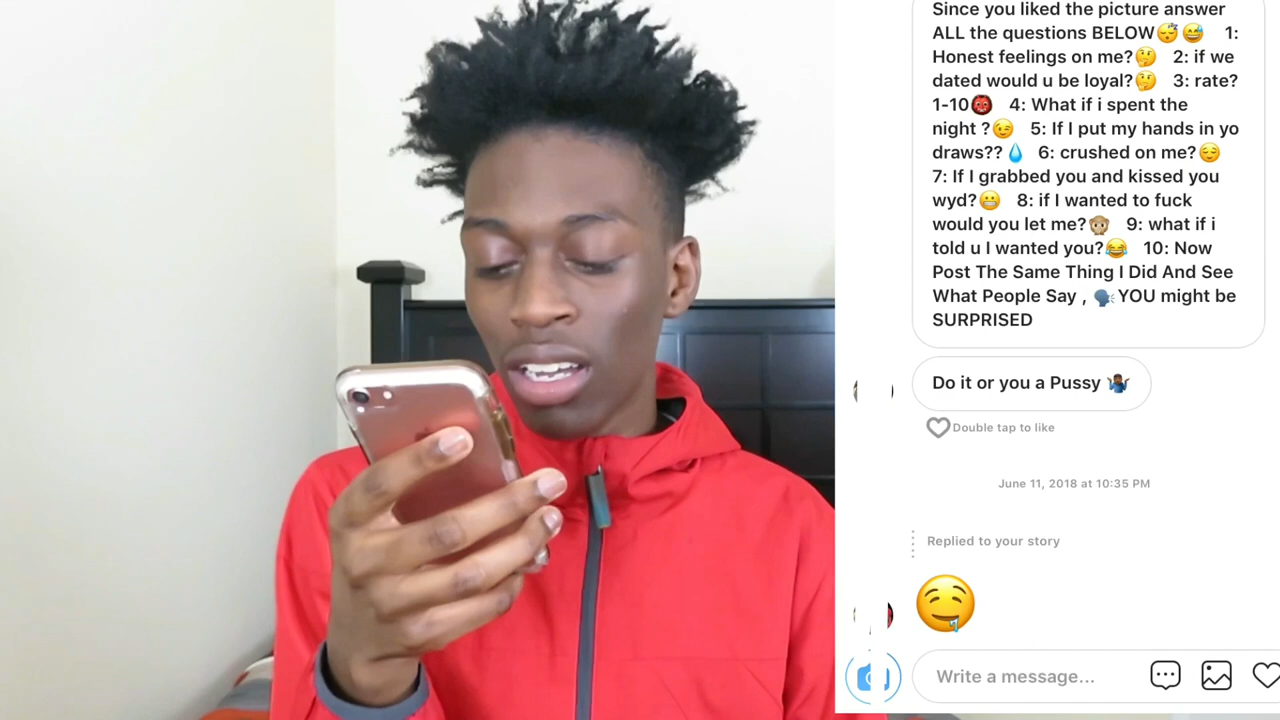 Since you liked the picture answer
ALL the questions BELOW😴😅 1:
Honest feelings on me?🤔 2: if we
dated would u be loyal?🤔 3: rate?
1-10👹 4: What if i spent the
night ?😉 5: If I put my hands in yo
draws??💧 6: crushed on me?😌
7: If I grabbed you and kissed you
wyd?😬 8: if I wanted to fuck
would you let me?🙊 9: what if i
told u I wanted you?😂 10: Now
Post The Same Thing I Did And See
What People Say , 🗣YOU might be
SURPRISED
Do it or you a Pussy 🤷🏾‍♂️
Double tap to like
June 11, 2018 at 10:35 PM
Replied to your story
🤤
Write a message...